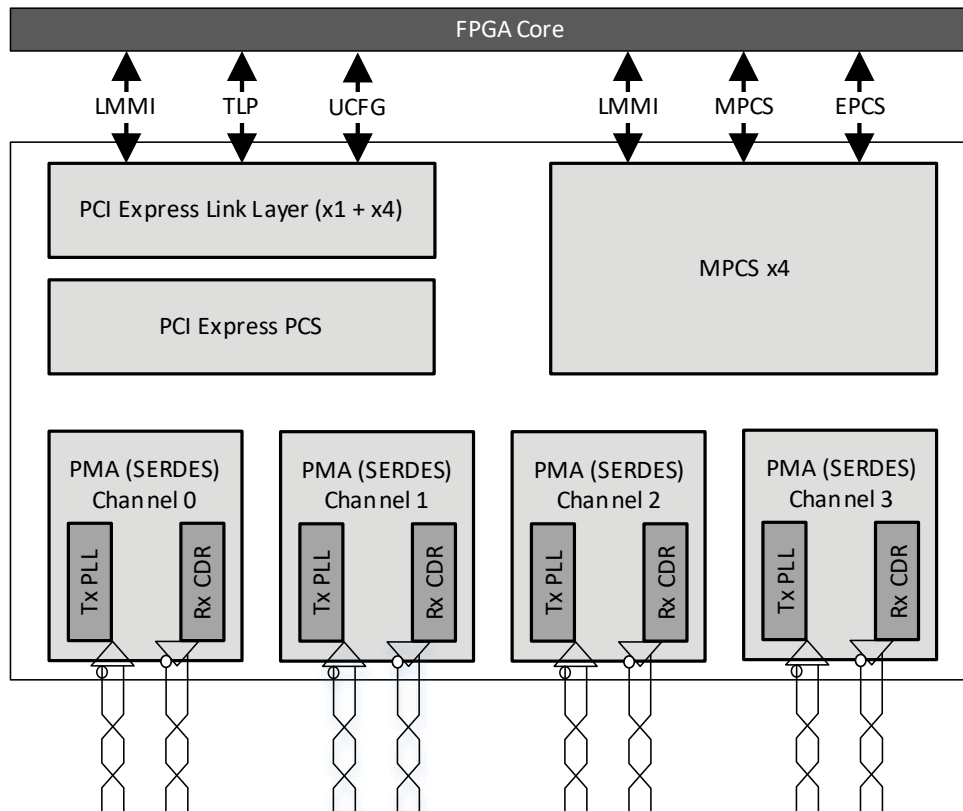 FPGA Core
LMMI TLP UCFG LMMI MPCS EPCS
PCI Express Link Layer (x1 + x4)
MPCS x4
PCI Express PCS
PMA (SERDES)
Channel 0
Tx PLL
Rx CDR
PMA (SERDES)
Channel 1
Tx PLL
Rx CDR
PMA (SERDES)
Channel 2
Tx PLL
Rx CDR
PMA (SERDES)
Channel 3
Tx PLL
Rx CDR